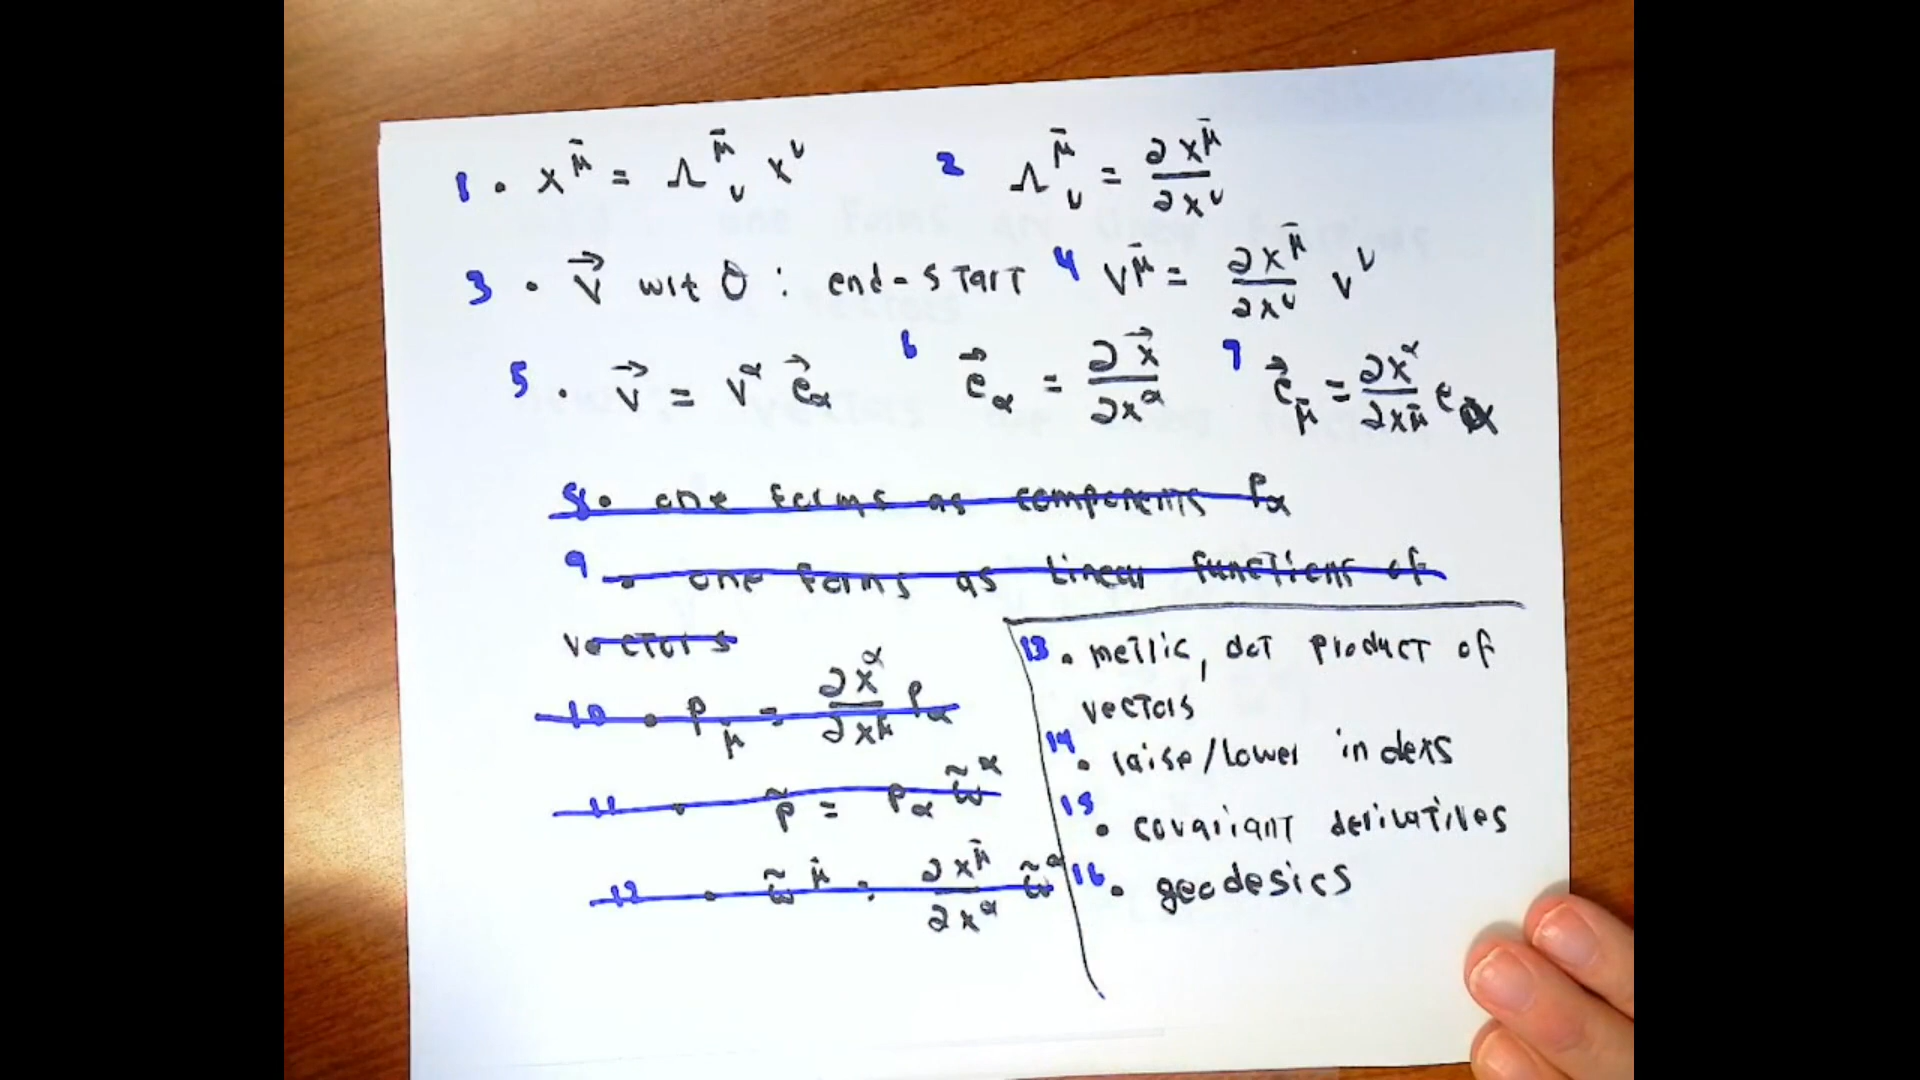 1 • x^μ̄ = Λ^μ̄_ν x^ν 2 Λ^μ̄_ν = ∂x^μ̄/∂x^ν
3 • V⃗ wrt O : end-start 4 V^μ̄ = ∂x^μ̄/∂x^ν V^ν
5 • V⃗ = V^α e⃗_α 6 e⃗_α = ∂x⃗/∂x^α 7 e⃗_μ̄ = ∂x^α/∂x^μ̄ e_α
8 • one forms as components P_α
9 • one forms as linear functions of
vectors
10 • P_μ̄ = ∂x^α/∂x^μ̄ P_α
11 • p̃ = P_α ω̃^α
12 • ω̃^μ̄ = ∂x^μ̄/∂x^α ω̃^α
13 • metric, dot product of
vectors
14 • raise/lower indexs
15 • covariant derivatives
16 • geodesics